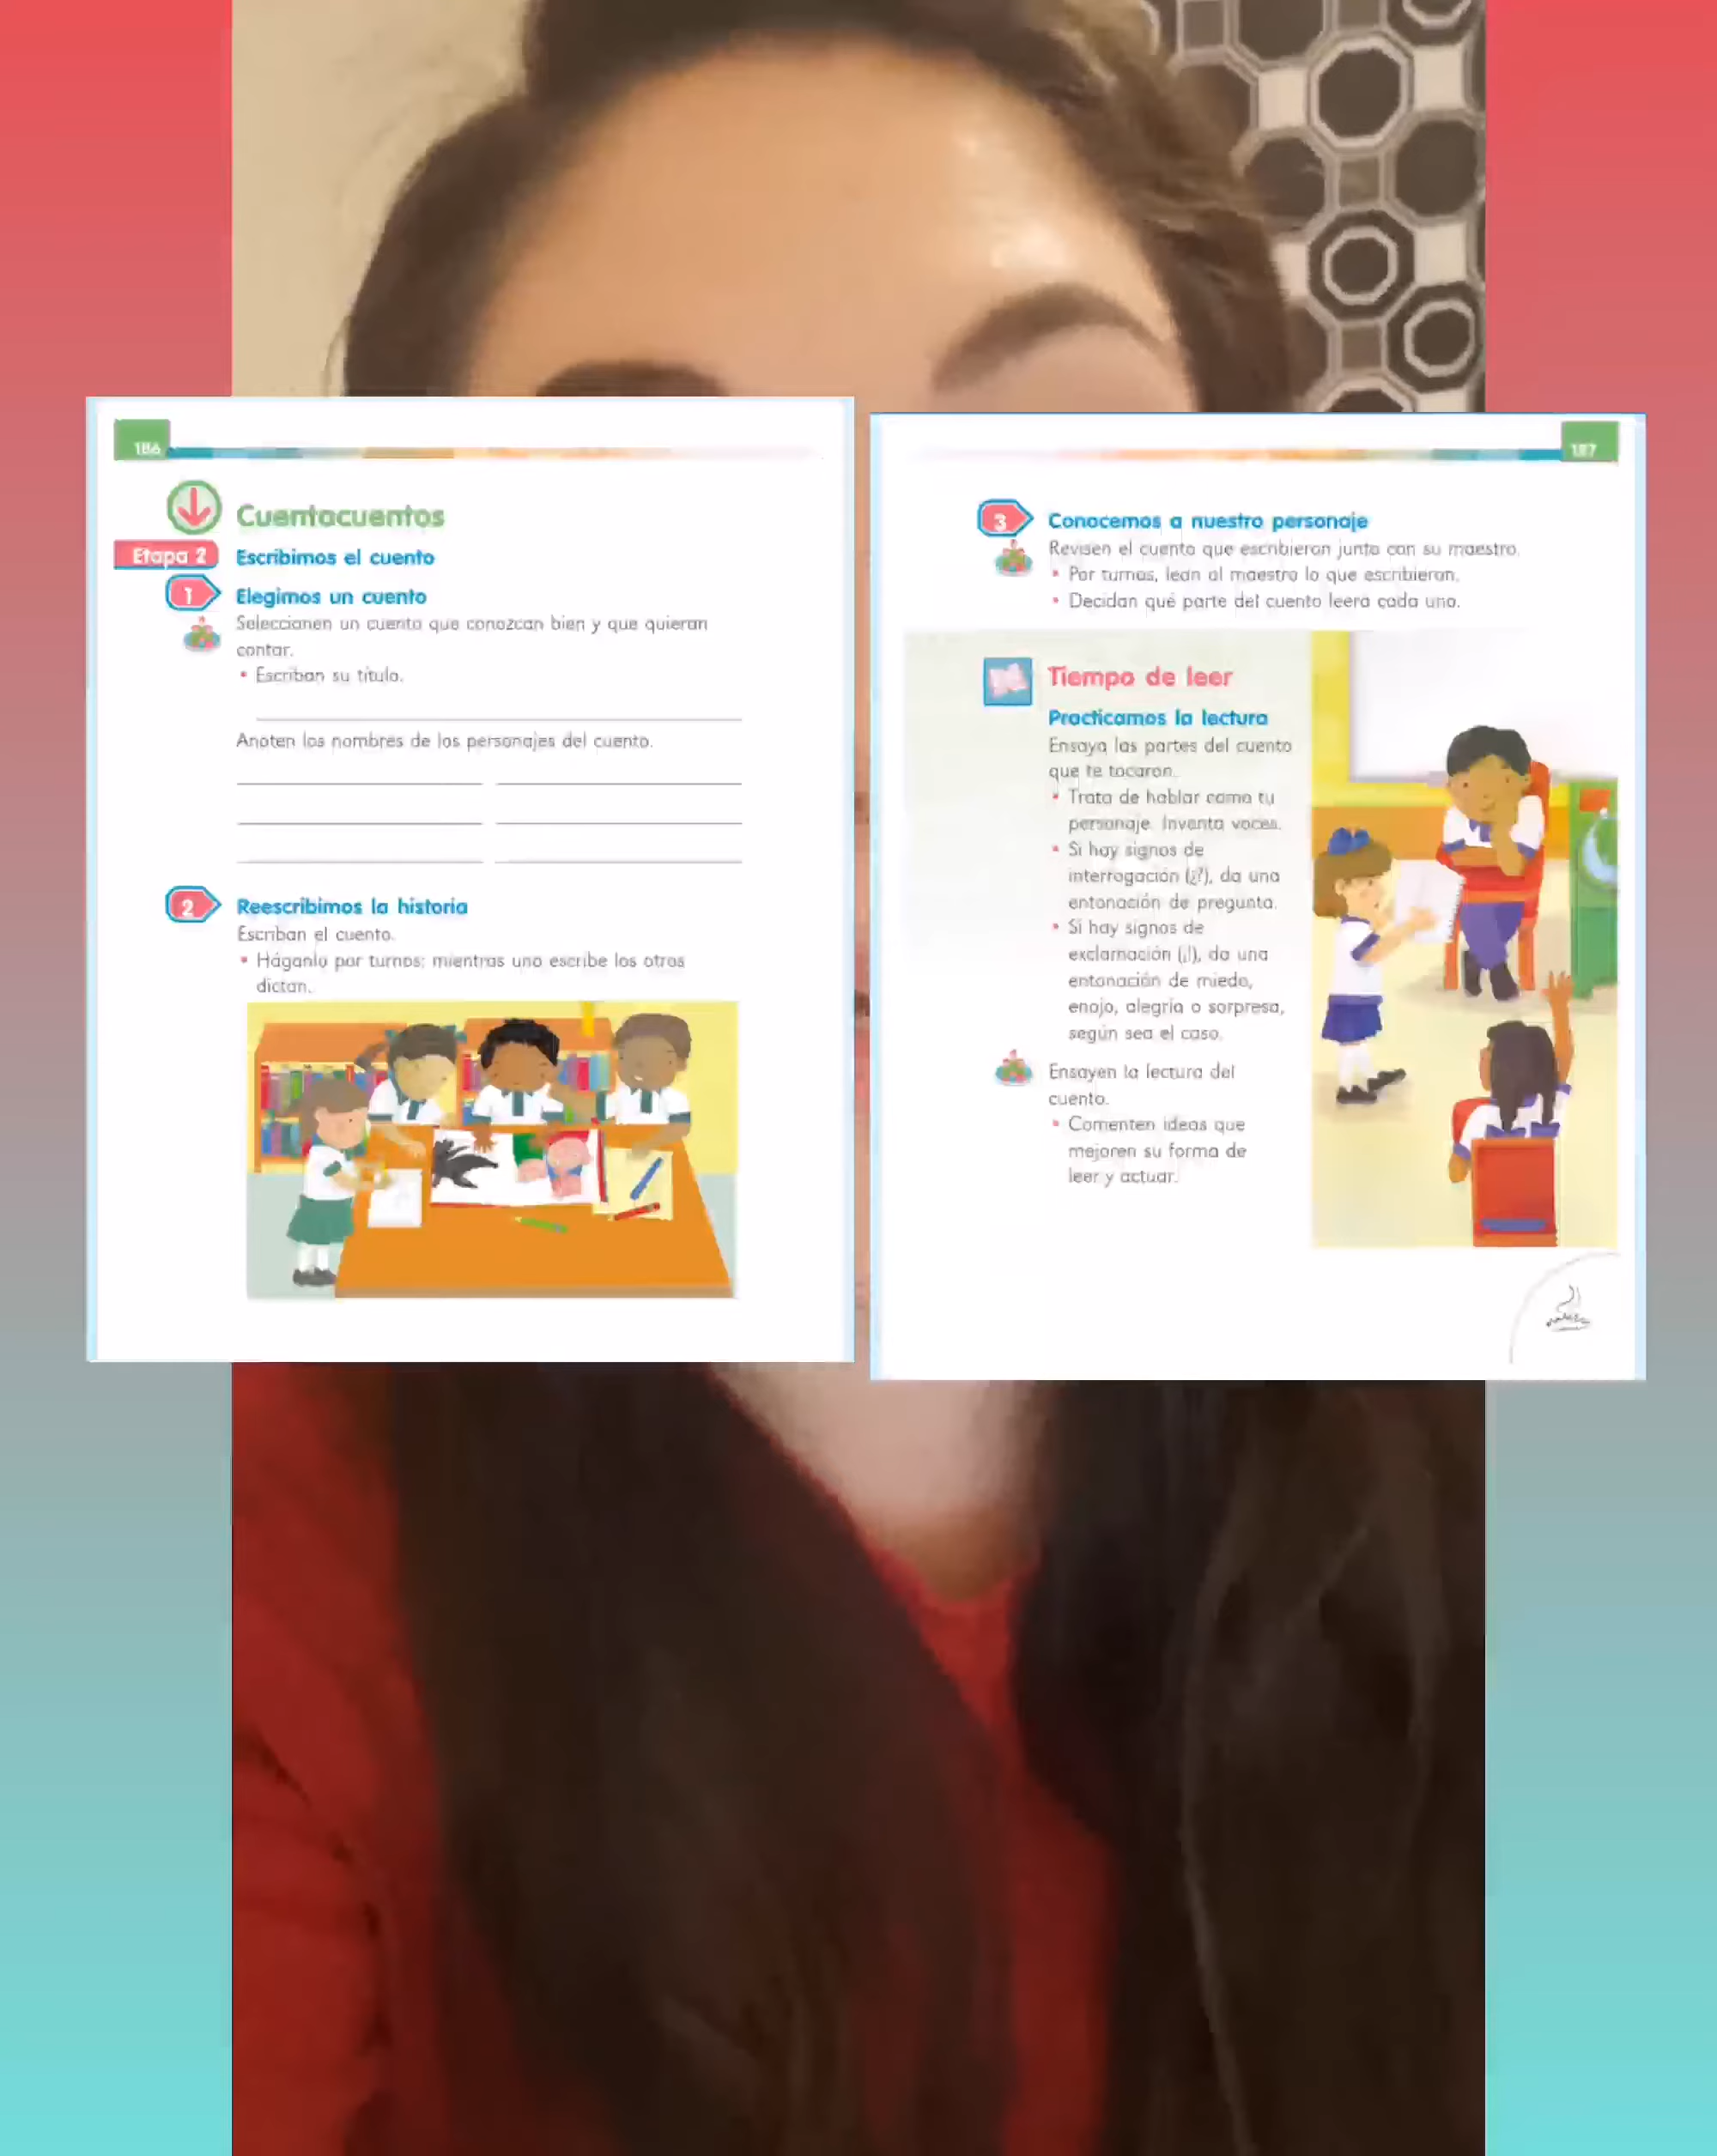 186
Cuentacuentos
Etapa 2
Escribimos el cuento
1
Elegimos un cuento
Seleccionen un cuento que conozcan bien y que quieran
contar.
• Escriban su título.
Anoten los nombres de los personajes del cuento.
2
Reescribimos la historia
Escriban el cuento.
• Háganlo por turnos: mientras uno escribe los otros
dictan.
187
3
Conocemos a nuestro personaje
Revisen el cuento que escribieron junto con su maestro.
• Por turnos, lean al maestro lo que escribieron.
• Decidan qué parte del cuento leerá cada uno.
Tiempo de leer
Practicamos la lectura
Ensaya las partes del cuento
que te tocaron.
• Trata de hablar como tu
personaje. Inventa voces.
• Si hay signos de
interrogación (¿?), da una
entonación de pregunta.
• Si hay signos de
exclamación (¡!), da una
entonación de miedo,
enojo, alegría o sorpresa,
según sea el caso.
Ensayen la lectura del
cuento.
• Comenten ideas que
mejoren su forma de
leer y actuar.